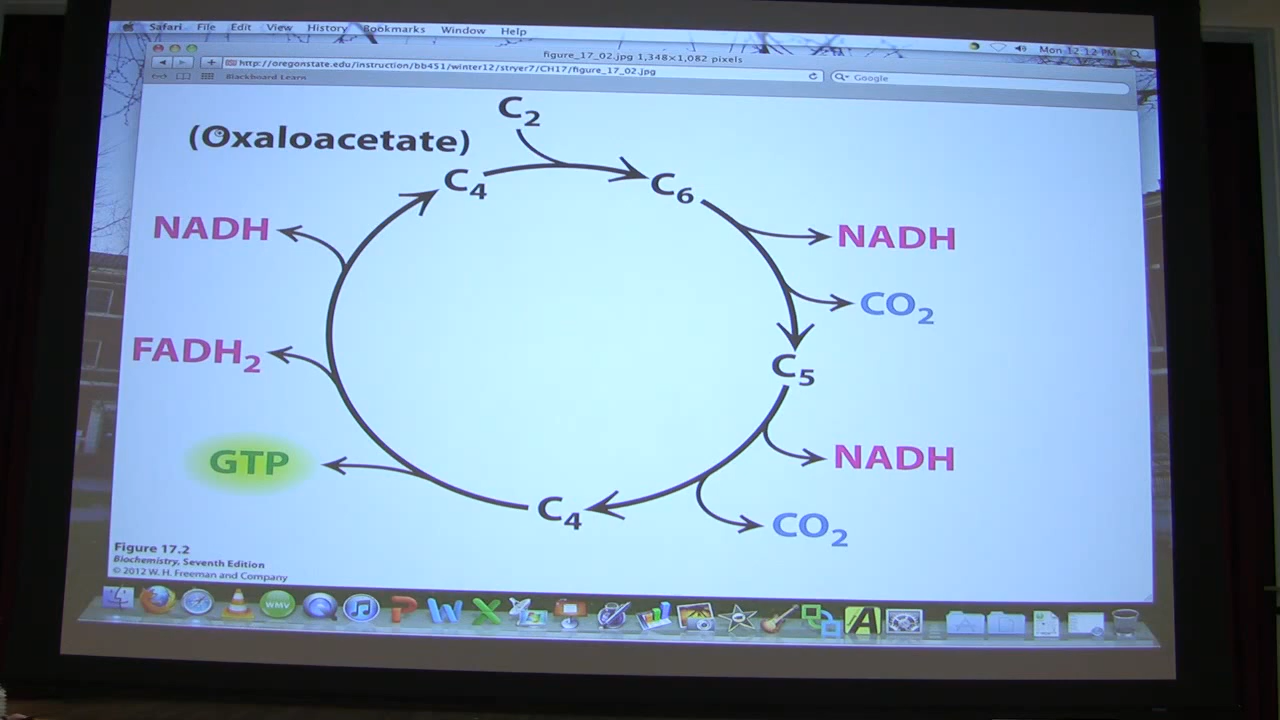 Safari File Edit View History Bookmarks Window Help Mon 12:12 PM
figure_17_02.jpg 1,348×1,082 pixels
http://oregonstate.edu/instruction/bb451/winter12/stryer7/CH17/figure_17_02.jpg
Google
Blackboard Learn
C2
(Oxaloacetate)
C4
C6
NADH
NADH
CO2
FADH2
C5
GTP
NADH
C4
CO2
Figure 17.2
Biochemistry, Seventh Edition
© 2012 W. H. Freeman and Company
WMV
P W X
A